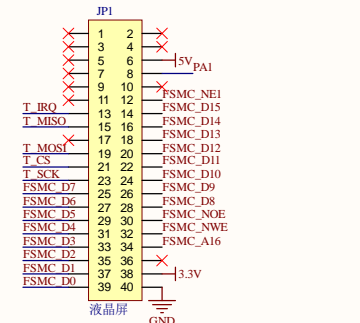 JP1
1 2
3 4
5 6 5V
7 8 PA1
9 10
11 12 FSMC_NE1
T_IRQ 13 14 FSMC_D15
T_MISO 15 16 FSMC_D14
17 18 FSMC_D13
T_MOSI 19 20 FSMC_D12
T_CS 21 22 FSMC_D11
T_SCK 23 24 FSMC_D10
FSMC_D7 25 26 FSMC_D9
FSMC_D6 27 28 FSMC_D8
FSMC_D5 29 30 FSMC_NOE
FSMC_D4 31 32 FSMC_NWE
FSMC_D3 33 34 FSMC_A16
FSMC_D2 35 36
FSMC_D1 37 38 3.3V
FSMC_D0 39 40
液晶屏
GND